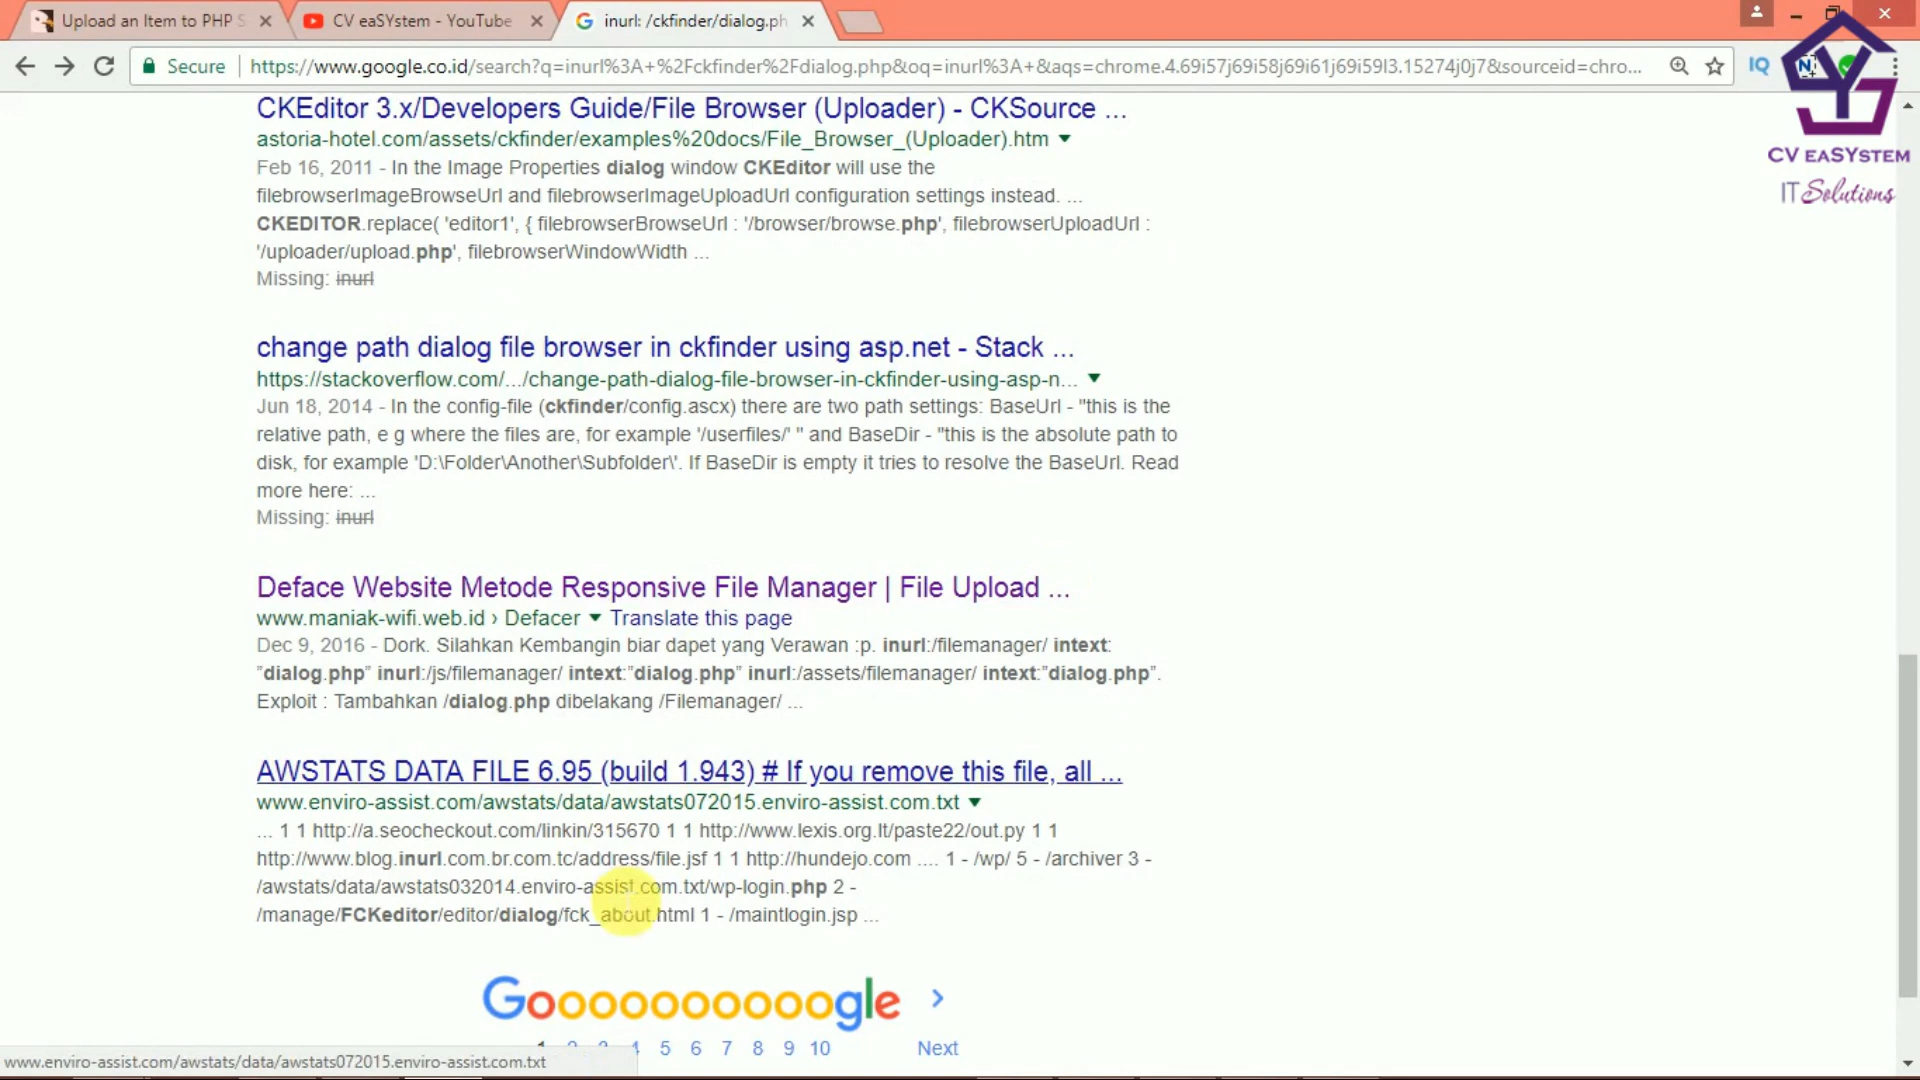 Upload an Item to PHP S
CV eaSYstem - YouTube
inurl: /ckfinder/dialog.ph
Secure
https://www.google.co.id/search?q=inurl%3A+%2Fckfinder%2Fdialog.php&oq=inurl%3A+&aqs=chrome.4.69i57j69i58j69i61j69i59l3.15274j0j7&sourceid=chro...
IQ
N
CV EASYSTEM
IT Solutions
CKEditor 3.x/Developers Guide/File Browser (Uploader) - CKSource ...
astoria-hotel.com/assets/ckfinder/examples%20docs/File_Browser_(Uploader).htm
Feb 16, 2011 - In the Image Properties dialog window CKEditor will use the
filebrowserImageBrowseUrl and filebrowserImageUploadUrl configuration settings instead. ...
CKEDITOR.replace( 'editor1', { filebrowserBrowseUrl : '/browser/browse.php', filebrowserUploadUrl :
'/uploader/upload.php', filebrowserWindowWidth ...
Missing: inurl
change path dialog file browser in ckfinder using asp.net - Stack ...
https://stackoverflow.com/.../change-path-dialog-file-browser-in-ckfinder-using-asp-n...
Jun 18, 2014 - In the config-file (ckfinder/config.ascx) there are two path settings: BaseUrl - "this is the
relative path, e g where the files are, for example '/userfiles/' " and BaseDir - "this is the absolute path to
disk, for example 'D:\Folder\Another\Subfolder\'. If BaseDir is empty it tries to resolve the BaseUrl. Read
more here: ...
Missing: inurl
Deface Website Metode Responsive File Manager | File Upload ...
www.maniak-wifi.web.id › Defacer Translate this page
Dec 9, 2016 - Dork. Silahkan Kembangin biar dapet yang Verawan :p. inurl:/filemanager/ intext:
"dialog.php" inurl:/js/filemanager/ intext:"dialog.php" inurl:/assets/filemanager/ intext:"dialog.php".
Exploit : Tambahkan /dialog.php dibelakang /Filemanager/ ...
AWSTATS DATA FILE 6.95 (build 1.943) # If you remove this file, all ...
www.enviro-assist.com/awstats/data/awstats072015.enviro-assist.com.txt
... 1 1 http://a.seocheckout.com/linkin/315670 1 1 http://www.lexis.org.lt/paste22/out.py 1 1
http://www.blog.inurl.com.br.com.tc/address/file.jsf 1 1 http://hundejo.com .... 1 - /wp/ 5 - /archiver 3 -
/awstats/data/awstats032014.enviro-assist.com.txt/wp-login.php 2 -
/manage/FCKeditor/editor/dialog/fck_about.html 1 - /maintlogin.jsp ...
Goooooooooogle
1 2 3 4 5 6 7 8 9 10 Next
www.enviro-assist.com/awstats/data/awstats072015.enviro-assist.com.txt